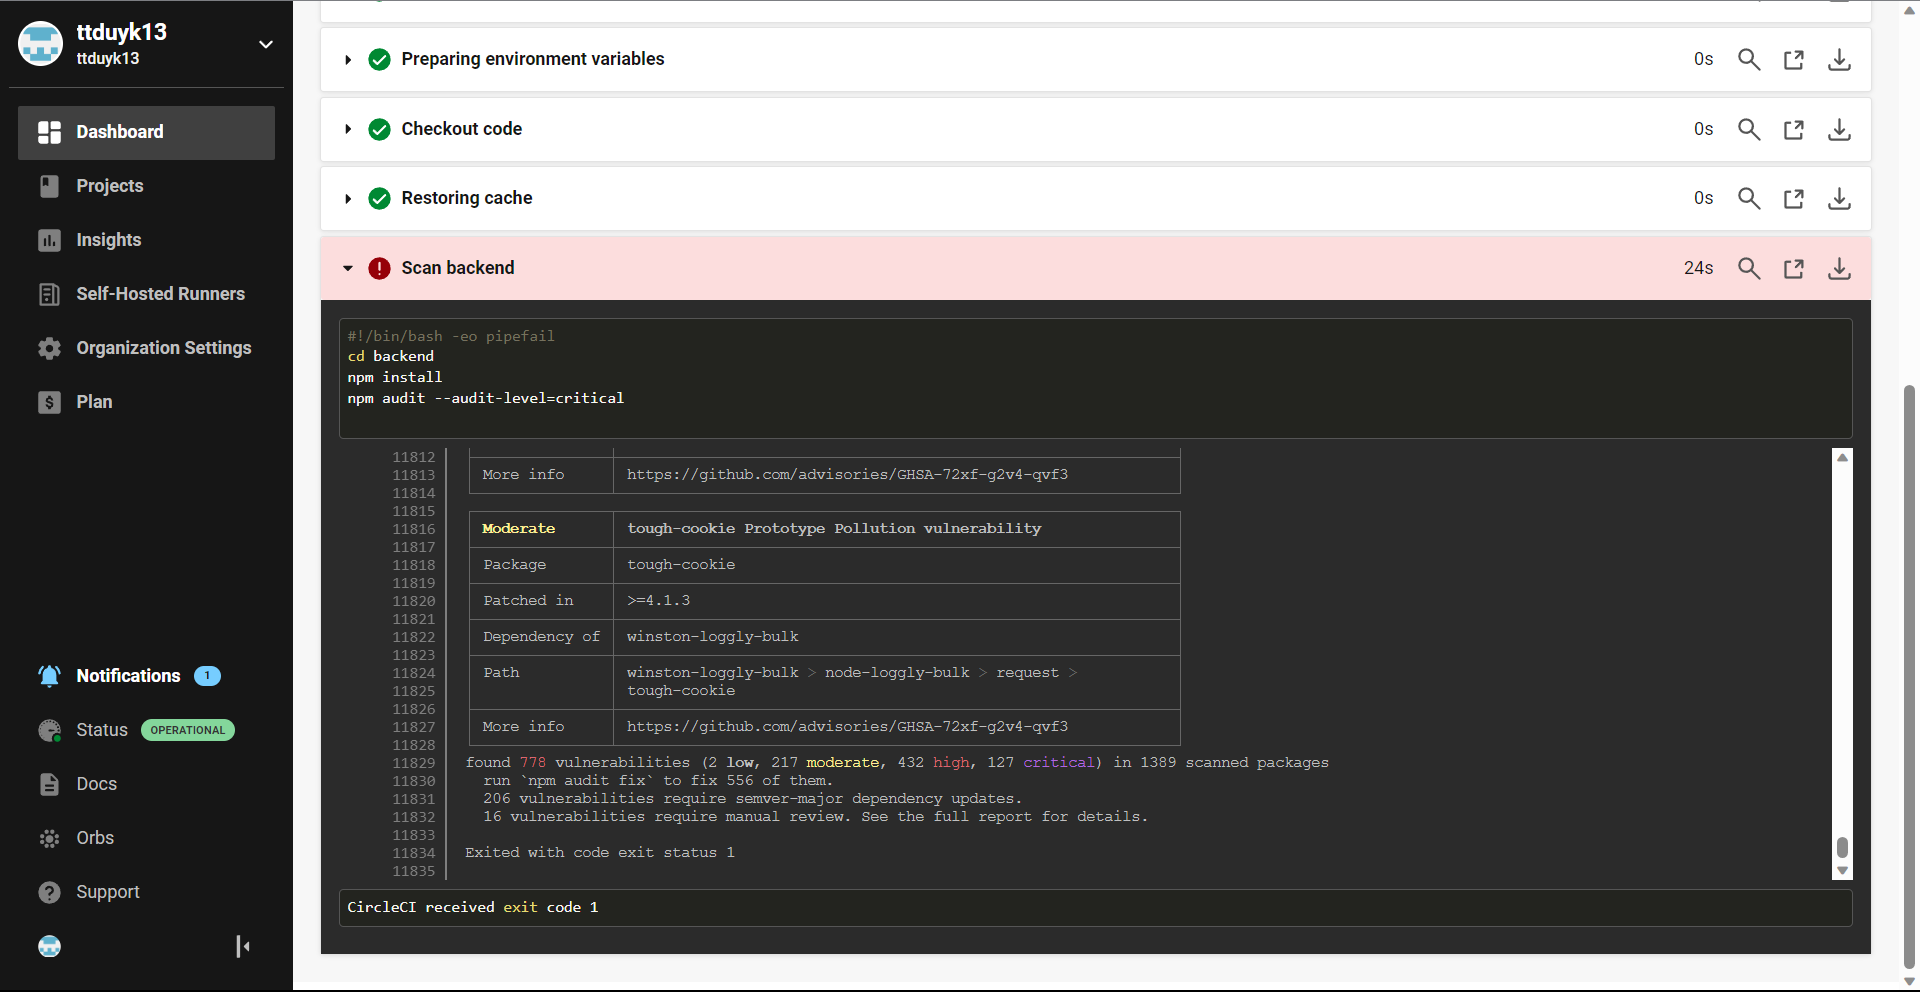 ttduyk13
ttduyk13
Dashboard
Projects
Insights
Self-Hosted Runners
Organization Settings
Plan
Notifications 1
Status OPERATIONAL
Docs
Orbs
Support
Preparing environment variables 0s
Checkout code 0s
Restoring cache 0s
Scan backend 24s
#!/bin/bash -eo pipefail
cd backend
npm install
npm audit --audit-level=critical
11812
11813 More info https://github.com/advisories/GHSA-72xf-g2v4-qvf3
11814
11815
11816 Moderate tough-cookie Prototype Pollution vulnerability
11817
11818 Package tough-cookie
11819
11820 Patched in >=4.1.3
11821
11822 Dependency of winston-loggly-bulk
11823
11824 Path winston-loggly-bulk > node-loggly-bulk > request >
11825 tough-cookie
11826
11827 More info https://github.com/advisories/GHSA-72xf-g2v4-qvf3
11828
11829 found 778 vulnerabilities (2 low, 217 moderate, 432 high, 127 critical) in 1389 scanned packages
11830 run `npm audit fix` to fix 556 of them.
11831 206 vulnerabilities require semver-major dependency updates.
11832 16 vulnerabilities require manual review. See the full report for details.
11833
11834 Exited with code exit status 1
11835
CircleCI received exit code 1